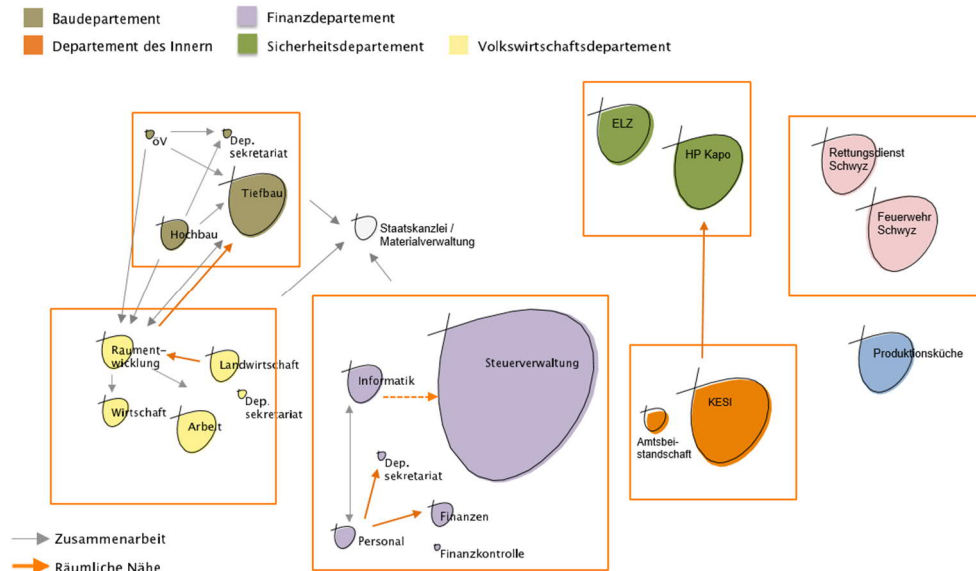 Baudepartement
Finanzdepartement
Departement des Innern
Sicherheitsdepartement
Volkswirtschaftsdepartement
öV
Dep.
sekretariat
Tiefbau
Hochbau
Staatskanzlei /
Materialverwaltung
ELZ
HP Kapo
Rettungsdienst
Schwyz
Feuerwehr
Schwyz
Raument-
wicklung
Landwirtschaft
Dep.
sekretariat
Wirtschaft
Arbeit
Informatik
Steuerverwaltung
Dep.
sekretariat
Finanzen
Personal
Finanzkontrolle
KESI
Amtsbei-
standschaft
Produktionsküche
Zusammenarbeit
Räumliche Nähe